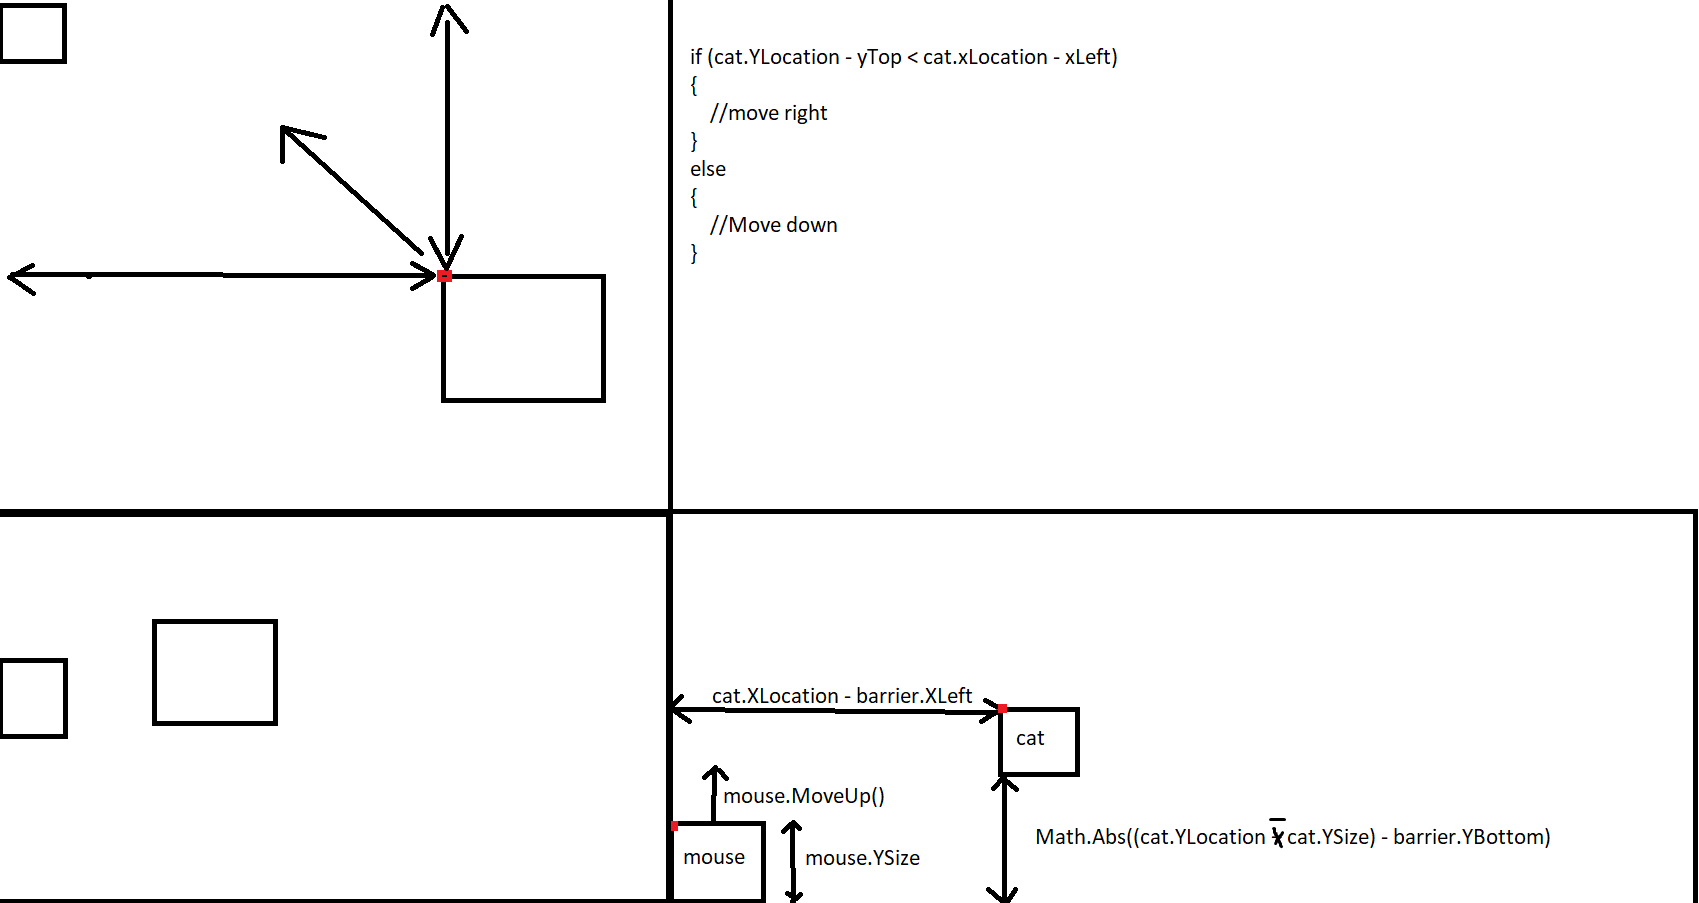 if (cat.YLocation - yTop < cat.xLocation - xLeft)
{
//move right
}
else
{
//Move down
}
cat.XLocation - barrier.XLeft
cat
mouse.MoveUp()
Math.Abs((cat.YLocation - cat.YSize) - barrier.YBottom)
mouse
mouse.YSize